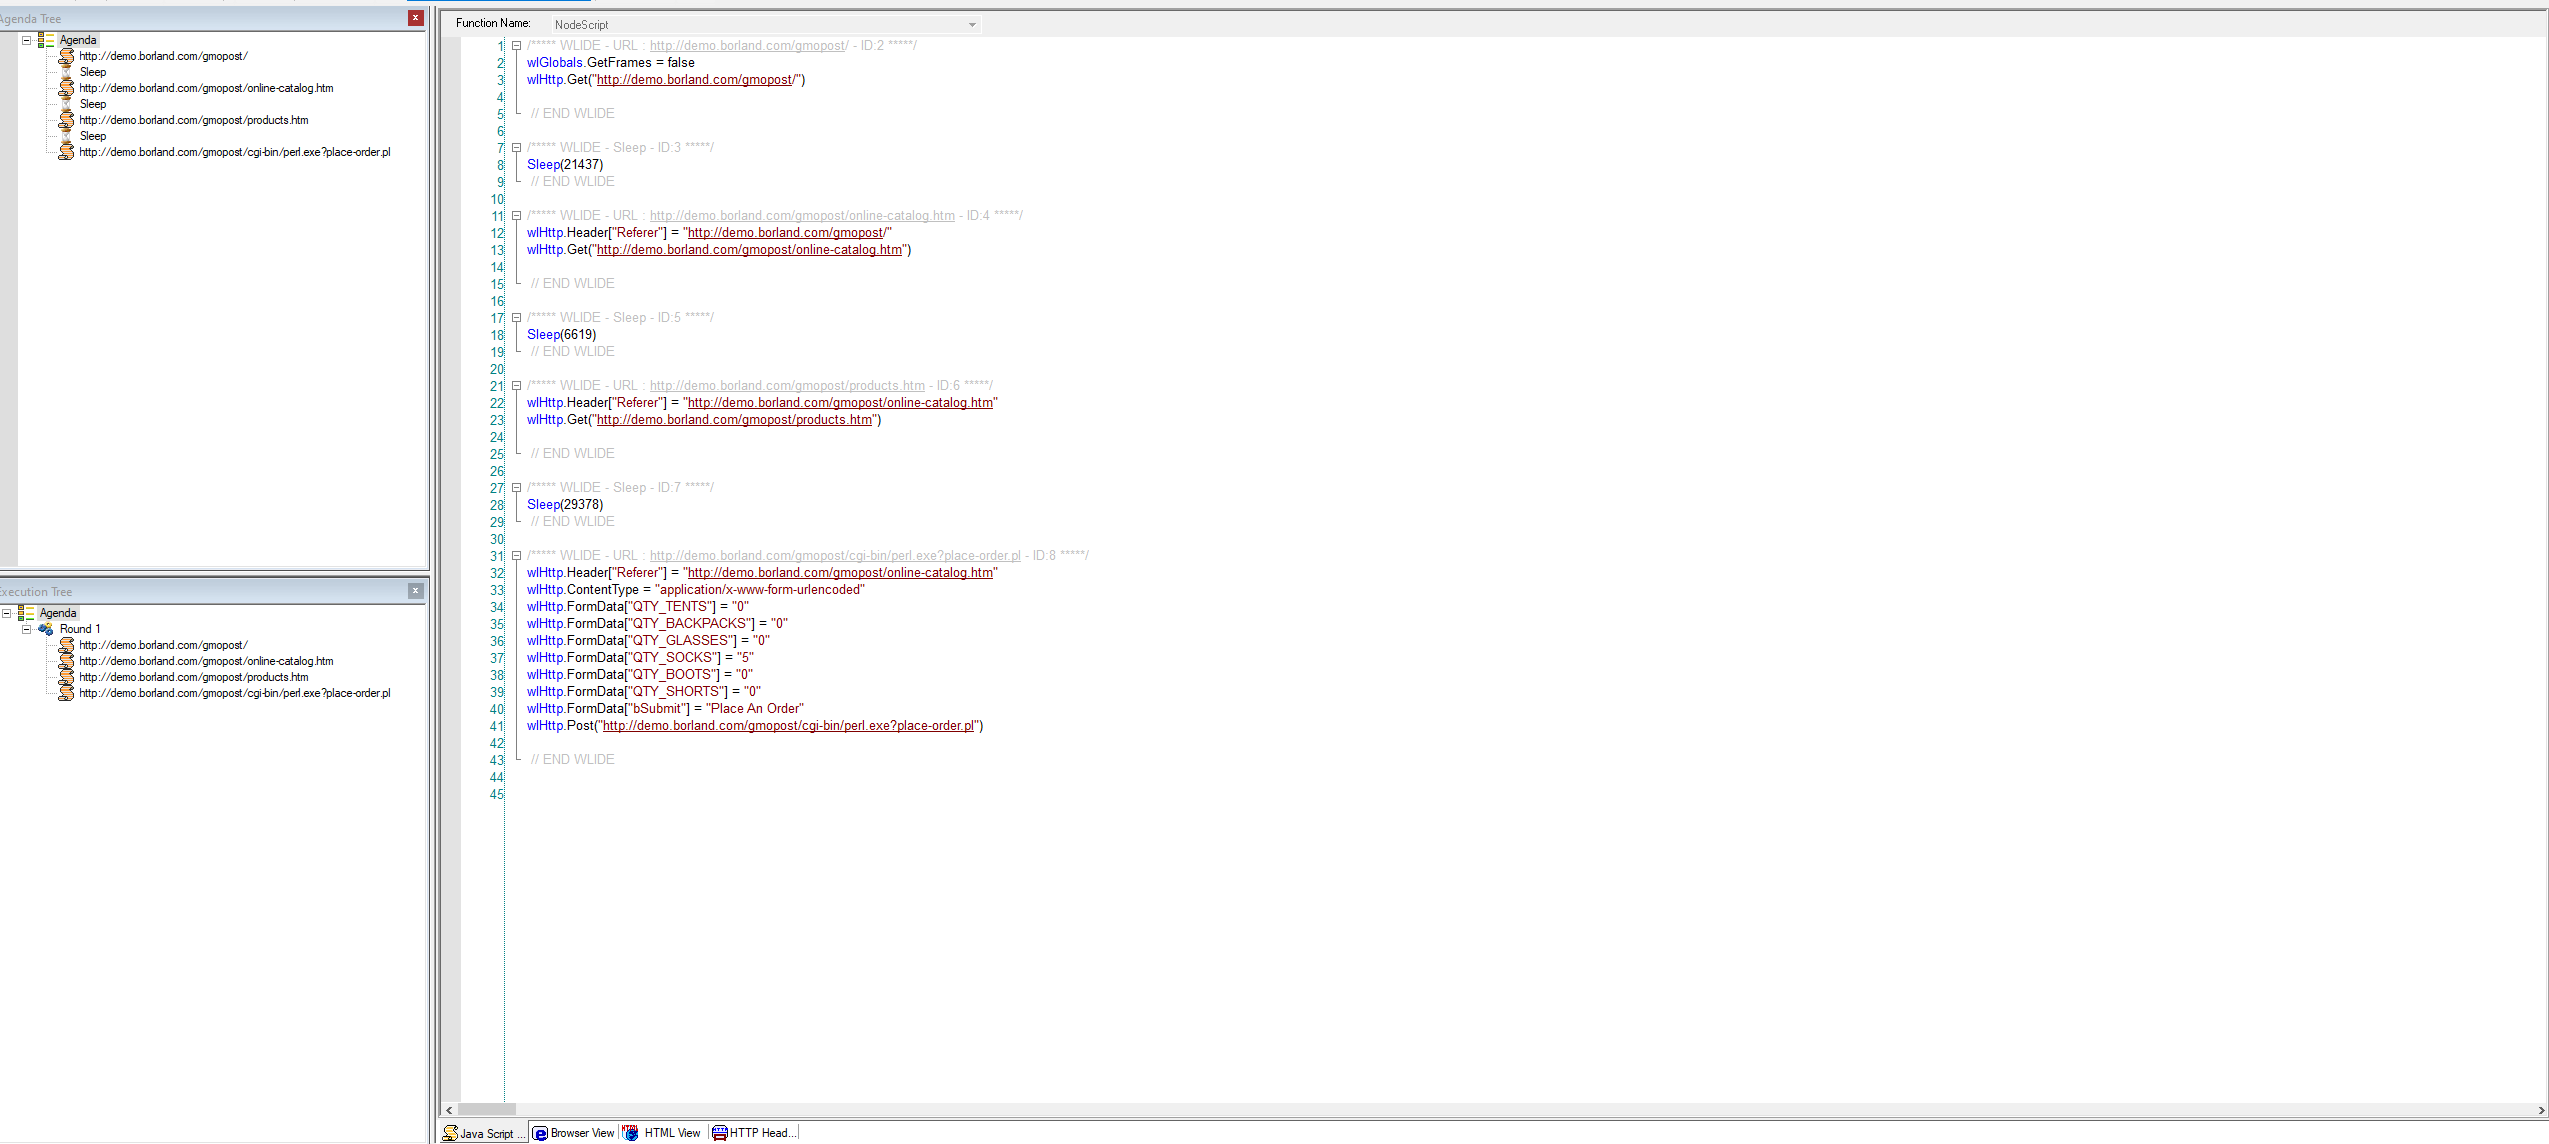 Agenda Tree
Agenda
http://demo.borland.com/gmopost/
Sleep
http://demo.borland.com/gmopost/online-catalog.htm
Sleep
http://demo.borland.com/gmopost/products.htm
Sleep
http://demo.borland.com/gmopost/cgi-bin/perl.exe?place-order.pl
Execution Tree
Agenda
Round 1
http://demo.borland.com/gmopost/
http://demo.borland.com/gmopost/online-catalog.htm
http://demo.borland.com/gmopost/products.htm
http://demo.borland.com/gmopost/cgi-bin/perl.exe?place-order.pl
Function Name: NodeScript
1 /***** WLIDE - URL : http://demo.borland.com/gmopost/ - ID:2 *****/
2 wlGlobals.GetFrames = false
3 wlHttp.Get("http://demo.borland.com/gmopost/")
4
5 // END WLIDE
6
7 /***** WLIDE - Sleep - ID:3 *****/
8 Sleep(21437)
9 // END WLIDE
10
11 /***** WLIDE - URL : http://demo.borland.com/gmopost/online-catalog.htm - ID:4 *****/
12 wlHttp.Header["Referer"] = "http://demo.borland.com/gmopost/"
13 wlHttp.Get("http://demo.borland.com/gmopost/online-catalog.htm")
14
15 // END WLIDE
16
17 /***** WLIDE - Sleep - ID:5 *****/
18 Sleep(6619)
19 // END WLIDE
20
21 /***** WLIDE - URL : http://demo.borland.com/gmopost/products.htm - ID:6 *****/
22 wlHttp.Header["Referer"] = "http://demo.borland.com/gmopost/online-catalog.htm"
23 wlHttp.Get("http://demo.borland.com/gmopost/products.htm")
24
25 // END WLIDE
26
27 /***** WLIDE - Sleep - ID:7 *****/
28 Sleep(29378)
29 // END WLIDE
30
31 /***** WLIDE - URL : http://demo.borland.com/gmopost/cgi-bin/perl.exe?place-order.pl - ID:8 *****/
32 wlHttp.Header["Referer"] = "http://demo.borland.com/gmopost/online-catalog.htm"
33 wlHttp.ContentType = "application/x-www-form-urlencoded"
34 wlHttp.FormData["QTY_TENTS"] = "0"
35 wlHttp.FormData["QTY_BACKPACKS"] = "0"
36 wlHttp.FormData["QTY_GLASSES"] = "0"
37 wlHttp.FormData["QTY_SOCKS"] = "5"
38 wlHttp.FormData["QTY_BOOTS"] = "0"
39 wlHttp.FormData["QTY_SHORTS"] = "0"
40 wlHttp.FormData["bSubmit"] = "Place An Order"
41 wlHttp.Post("http://demo.borland.com/gmopost/cgi-bin/perl.exe?place-order.pl")
42
43 // END WLIDE
44
45
Java Script ... Browser View HTML View HTTP Head...